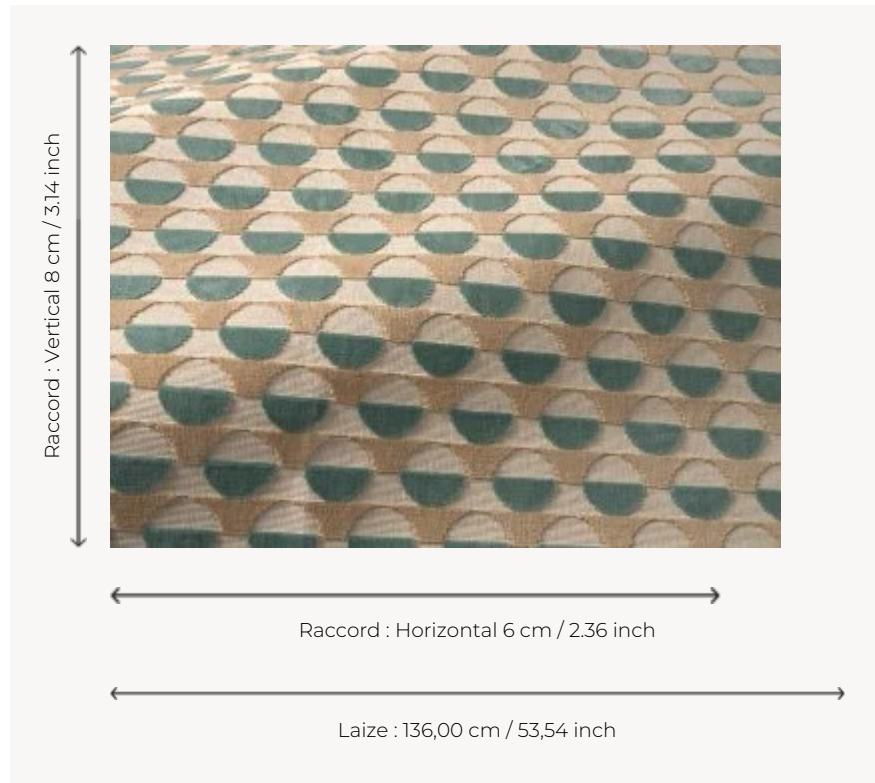 Raccord : Vertical 8 cm / 3.14 inch
Raccord : Horizontal 6 cm / 2.36 inch
Laize : 136,00 cm / 53,54 inch